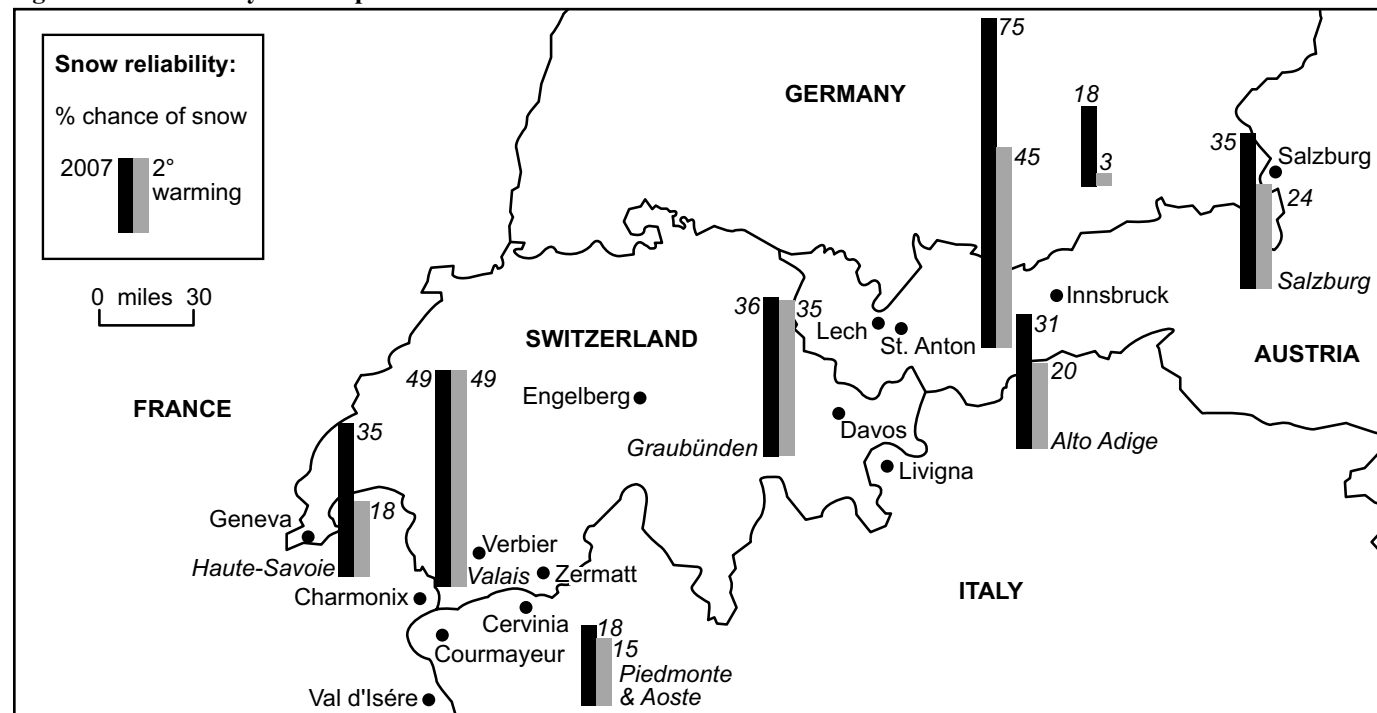 Snow reliability:
% chance of snow
2007
2°
warming
0 miles 30
GERMANY
75
45
18
3
35
24
Salzburg
Salzburg
Innsbruck
AUSTRIA
SWITZERLAND
36
35
Graubünden
Lech
St. Anton
31
20
Alto Adige
Engelberg
Davos
Livigna
FRANCE
49
49
35
18
Geneva
Haute-Savoie
Verbier
Valais
Zermatt
Charmonix
Cervinia
Courmayeur
ITALY
18
15
Piedmonte
& Aoste
Val d'Isére